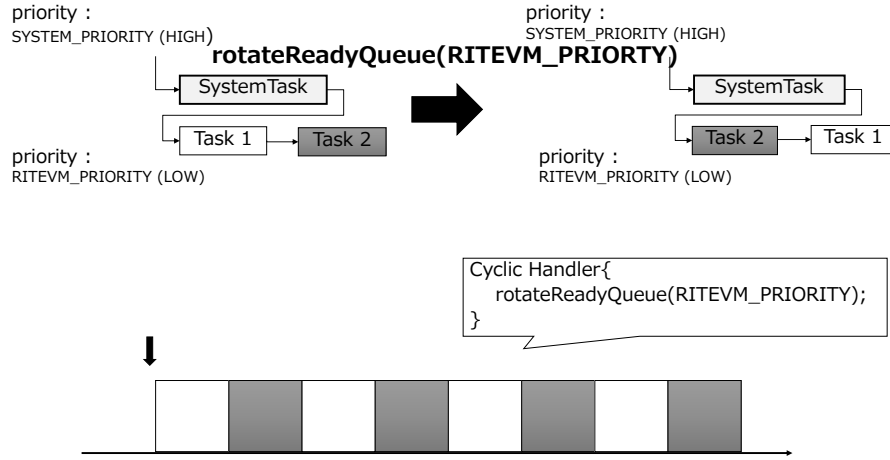 priority :
SYSTEM_PRIORITY (HIGH)
rotateReadyQueue(RITEVM_PRIORTY)
SystemTask
Task 1
Task 2
priority :
RITEVM_PRIORITY (LOW)
priority :
SYSTEM_PRIORITY (HIGH)
SystemTask
Task 2
Task 1
priority :
RITEVM_PRIORITY (LOW)
Cyclic Handler{
rotateReadyQueue(RITEVM_PRIORITY);
}